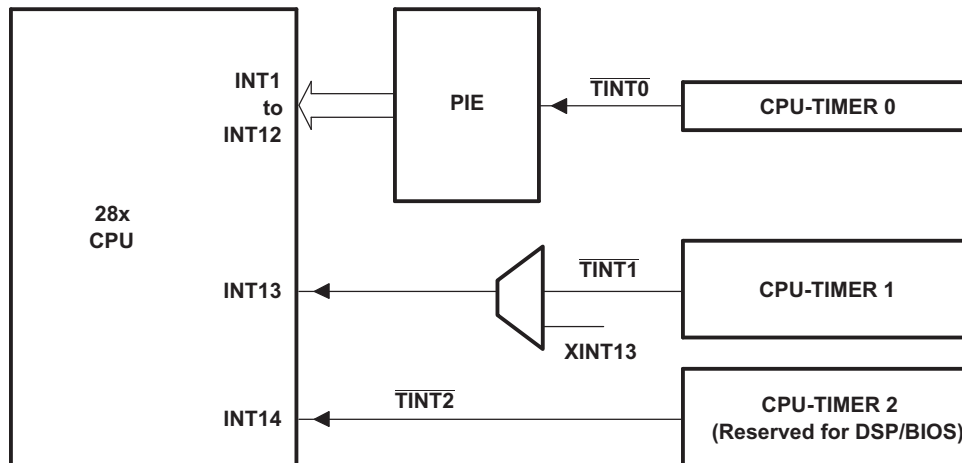 INT1
to
INT12
PIE
TINT0
CPU-TIMER 0
28x
CPU
INT13
TINT1
CPU-TIMER 1
XINT13
INT14
TINT2
CPU-TIMER 2
(Reserved for DSP/BIOS)